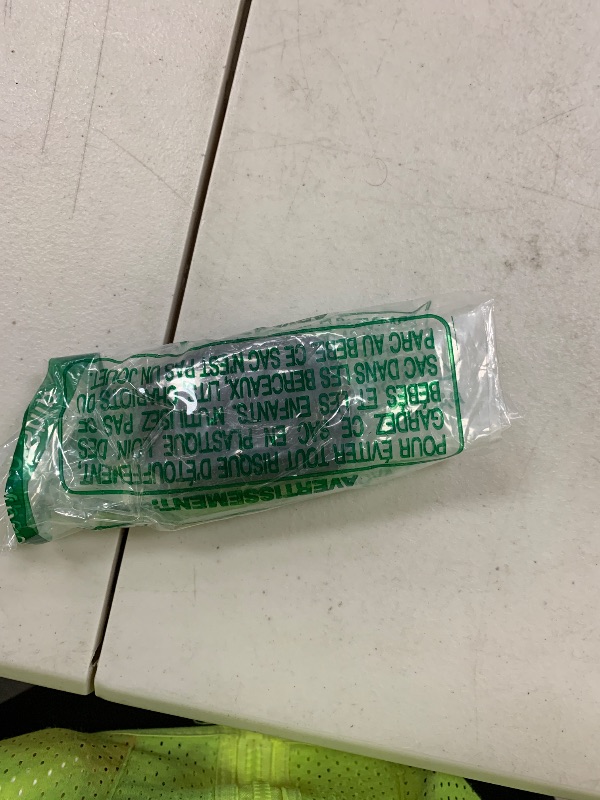 AVERTISSEMENT.
POUR ÉVITER TOUT RISQUE D'ÉTOUFFEMENT,
GARDEZ CE SAC EN PLASTIQUE LOIN DES
BÉBÉS ET DES ENFANTS. N'UTILISEZ PAS CE
SAC DANS LES BERCEAUX, LITS, CHARIOTS OU
PARC AU BÉBÉ. CE SAC N'EST PAS UN JOUET.